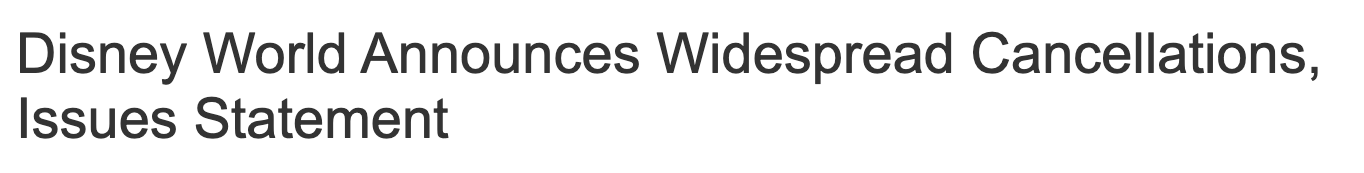 Disney World Announces Widespread Cancellations,
Issues Statement